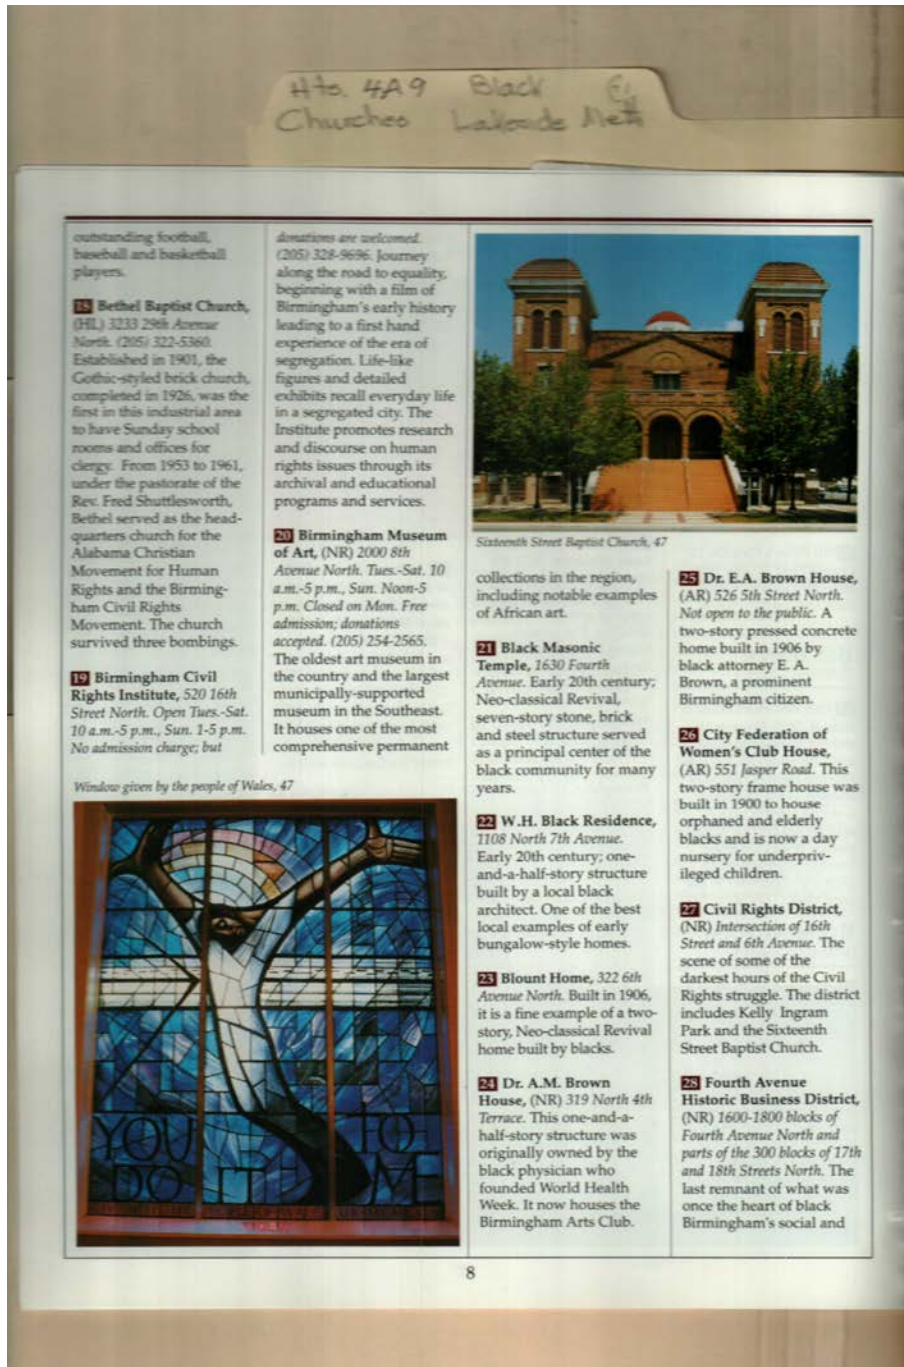 Hts. 4A9 Black
Churches Lakeside Meth
outstanding football,
baseball and basketball
players.
18 Bethel Baptist Church,
(HL) 3233 29th Avenue
North. (205) 322-5360.
Established in 1901, the
Gothic-styled brick church,
completed in 1926, was the
first in this industrial area
to have Sunday school
rooms and offices for
clergy. From 1953 to 1961,
under the pastorate of the
Rev. Fred Shuttlesworth,
Bethel served as the head-
quarters church for the
Alabama Christian
Movement for Human
Rights and the Birming-
ham Civil Rights
Movement. The church
survived three bombings.
19 Birmingham Civil
Rights Institute, 520 16th
Street North. Open Tues.-Sat.
10 a.m.-5 p.m., Sun. 1-5 p.m.
No admission charge; but
donations are welcomed.
(205) 328-9696. Journey
along the road to equality,
beginning with a film of
Birmingham's early history
leading to a first hand
experience of the era of
segregation. Life-like
figures and detailed
exhibits recall everyday life
in a segregated city. The
Institute promotes research
and discourse on human
rights issues through its
archival and educational
programs and services.
20 Birmingham Museum
of Art, (NR) 2000 8th
Avenue North. Tues.-Sat. 10
a.m.-5 p.m., Sun. Noon-5
p.m. Closed on Mon. Free
admission; donations
accepted. (205) 254-2565.
The oldest art museum in
the country and the largest
municipally-supported
museum in the Southeast.
It houses one of the most
comprehensive permanent
Window given by the people of Wales, 47
YOU
DO IT TO
ME
Sixteenth Street Baptist Church, 47
collections in the region,
including notable examples
of African art.
21 Black Masonic
Temple, 1630 Fourth
Avenue. Early 20th century;
Neo-classical Revival,
seven-story stone, brick
and steel structure served
as a principal center of the
black community for many
years.
22 W.H. Black Residence,
1108 North 7th Avenue.
Early 20th century; one-
and-a-half-story structure
built by a local black
architect. One of the best
local examples of early
bungalow-style homes.
23 Blount Home, 322 6th
Avenue North. Built in 1906,
it is a fine example of a two-
story, Neo-classical Revival
home built by blacks.
24 Dr. A.M. Brown
House, (NR) 319 North 4th
Terrace. This one-and-a-
half-story structure was
originally owned by the
black physician who
founded World Health
Week. It now houses the
Birmingham Arts Club.
25 Dr. E.A. Brown House,
(AR) 526 5th Street North.
Not open to the public. A
two-story pressed concrete
home built in 1906 by
black attorney E. A.
Brown, a prominent
Birmingham citizen.
26 City Federation of
Women's Club House,
(AR) 551 Jasper Road. This
two-story frame house was
built in 1900 to house
orphaned and elderly
blacks and is now a day
nursery for underpriv-
ileged children.
27 Civil Rights District,
(NR) Intersection of 16th
Street and 6th Avenue. The
scene of some of the
darkest hours of the Civil
Rights struggle. The district
includes Kelly Ingram
Park and the Sixteenth
Street Baptist Church.
28 Fourth Avenue
Historic Business District,
(NR) 1600-1800 blocks of
Fourth Avenue North and
parts of the 300 blocks of 17th
and 18th Streets North. The
last remnant of what was
once the heart of black
Birmingham's social and
8